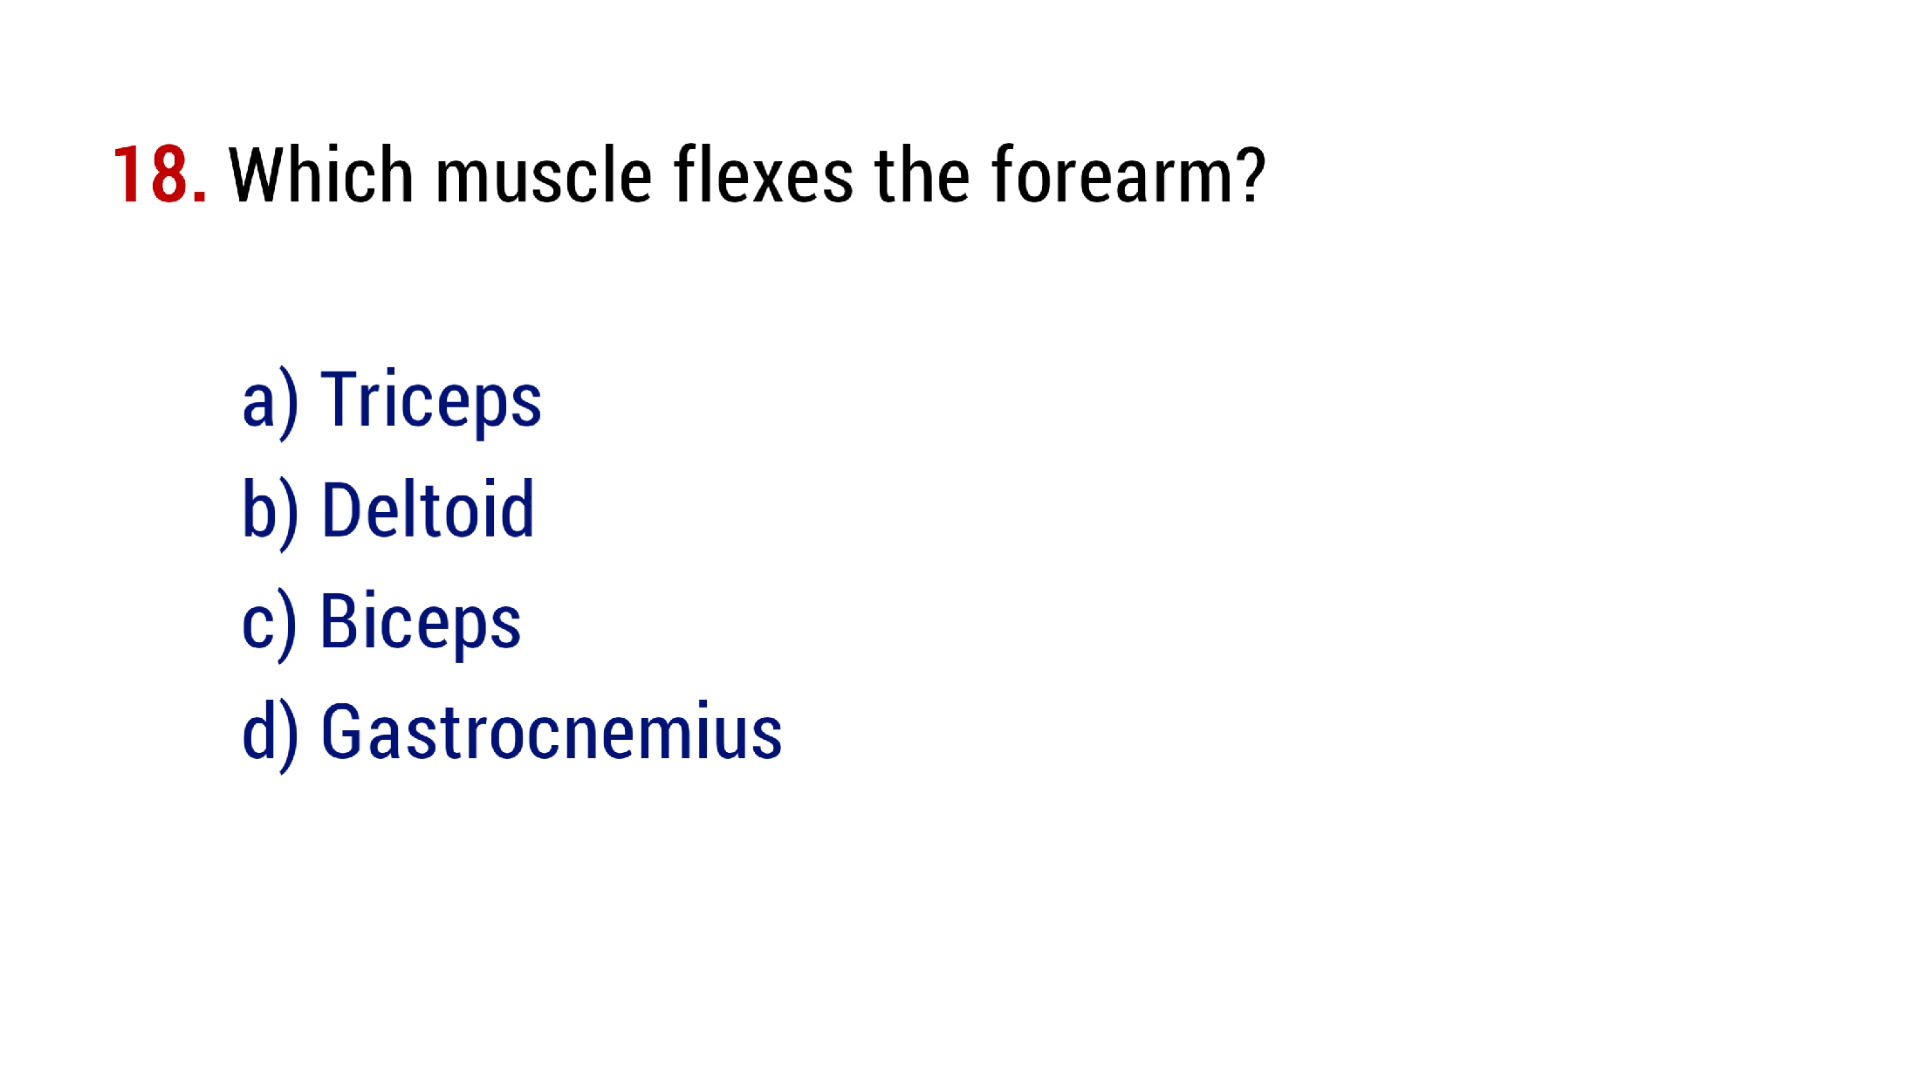 18. Which muscle flexes the forearm?
a) Triceps
b) Deltoid
c) Biceps
d) Gastrocnemius